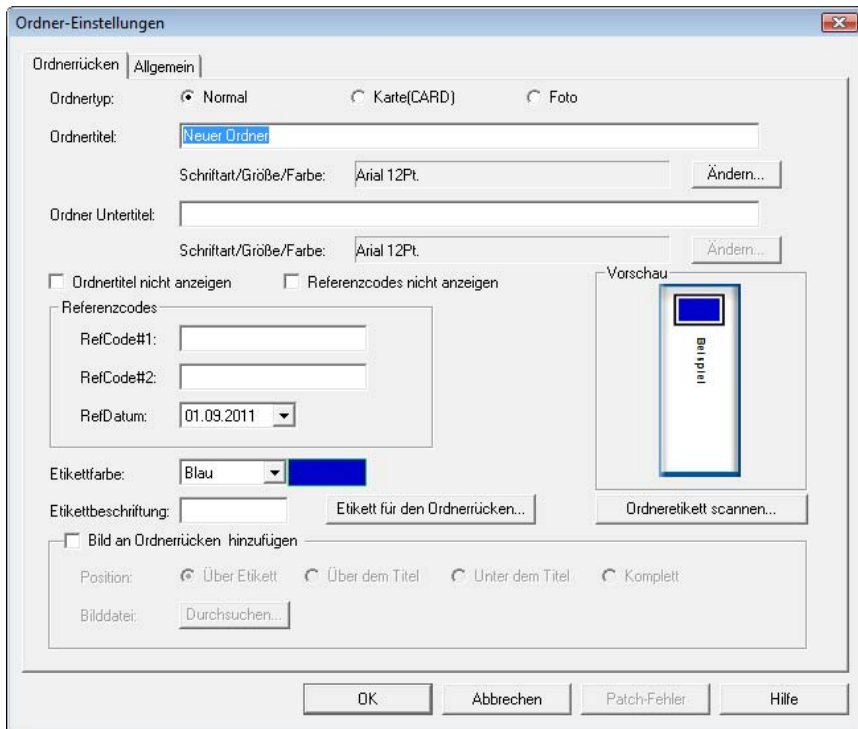 Ordner-Einstellungen
Ordnerrücken Allgemein
Ordnertyp: Normal Karte(CARD) Foto
Ordnertitel: Neuer Ordner
Schriftart/Größe/Farbe: Arial 12Pt. Ändern...
Ordner Untertitel:
Schriftart/Größe/Farbe: Arial 12Pt. Ändern...
Ordnertitel nicht anzeigen Referenzcodes nicht anzeigen
Vorschau
Beispiel
Referenzcodes
RefCode#1:
RefCode#2:
RefDatum: 01.09.2011
Etikettfarbe: Blau
Etikettbeschriftung: Etikett für den Ordnerrücken... Ordneretikett scannen...
Bild an Ordnerrücken hinzufügen
Position: Über Etikett Über dem Titel Unter dem Titel Komplett
Bilddatei: Durchsuchen...
OK Abbrechen Patch-Fehler Hilfe